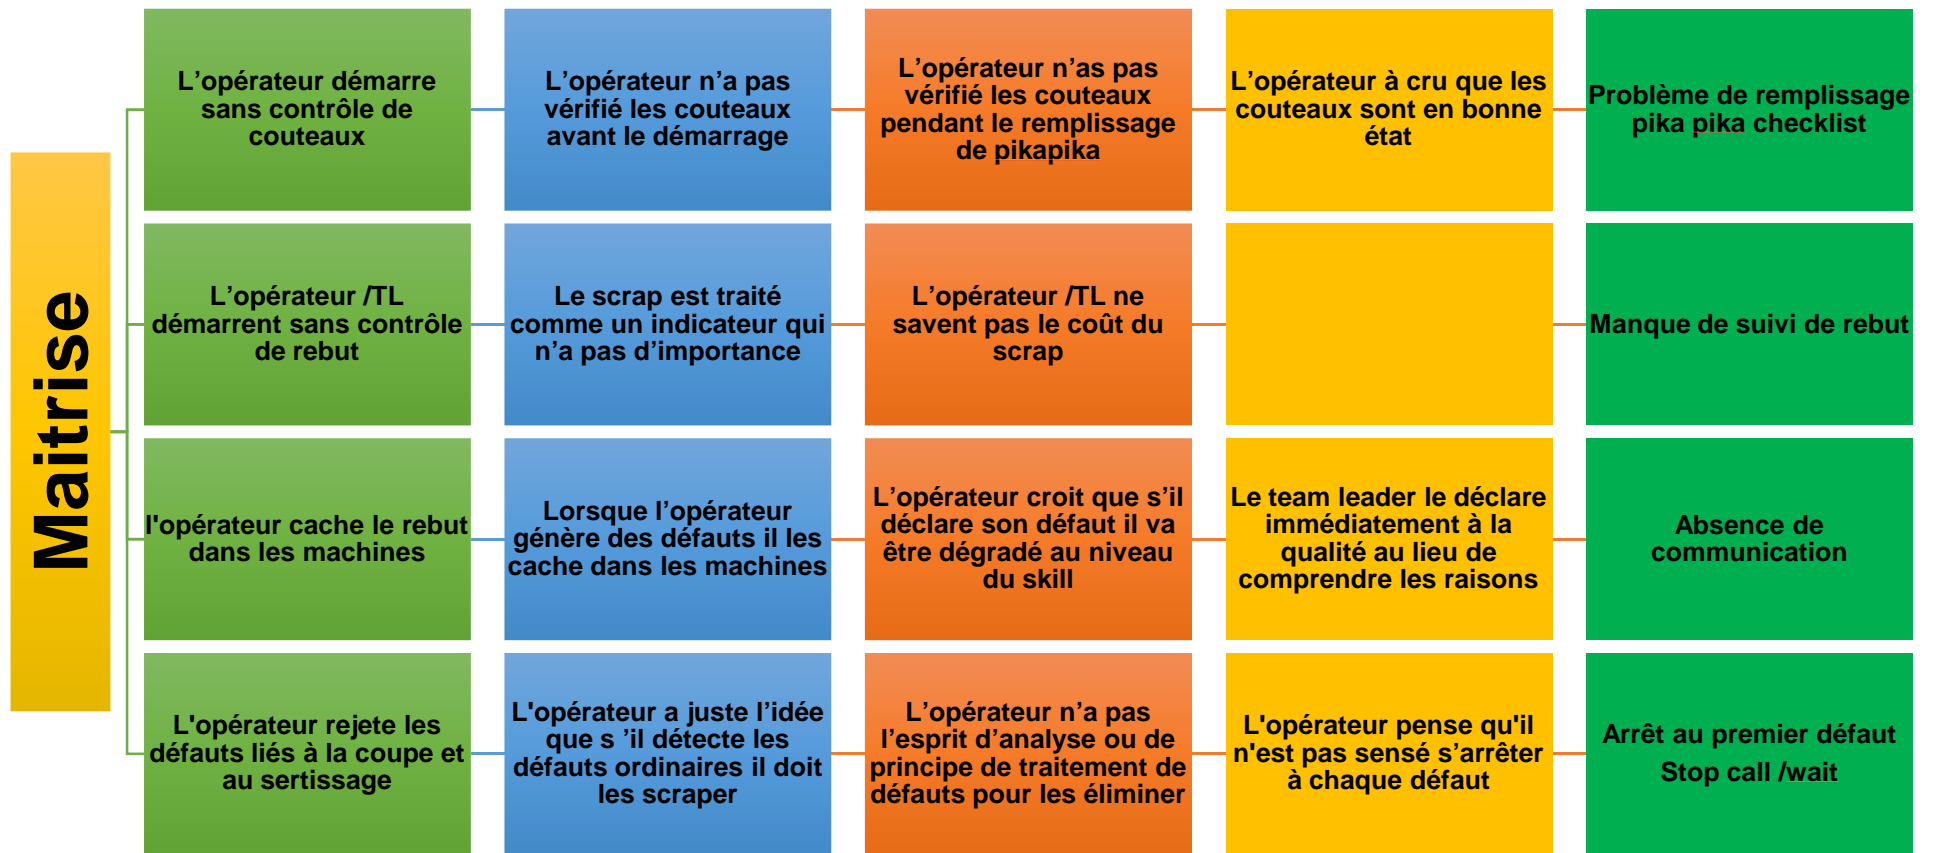 Maitrise
L’opérateur démarre
sans contrôle de
couteaux
L’opérateur n’a pas
vérifié les couteaux
avant le démarrage
L’opérateur n’as pas
vérifié les couteaux
pendant le remplissage
de pikapika
L’opérateur à cru que les
couteaux sont en bonne
état
Problème de remplissage
pika pika checklist
L’opérateur /TL
démarrent sans contrôle
de rebut
Le scrap est traité
comme un indicateur qui
n’a pas d’importance
L’opérateur /TL ne
savent pas le coût du
scrap
Manque de suivi de rebut
l'opérateur cache le rebut
dans les machines
Lorsque l’opérateur
génère des défauts il les
cache dans les machines
L’opérateur croit que s’il
déclare son défaut il va
être dégradé au niveau
du skill
Le team leader le déclare
immédiatement à la
qualité au lieu de
comprendre les raisons
Absence de
communication
L'opérateur rejete les
défauts liés à la coupe et
au sertissage
L'opérateur a juste l’idée
que s ’il détecte les
défauts ordinaires il doit
les scraper
L’opérateur n’a pas
l’esprit d’analyse ou de
principe de traitement de
défauts pour les éliminer
L'opérateur pense qu'il
n'est pas sensé s’arrêter
à chaque défaut
Arrêt au premier défaut
Stop call /wait